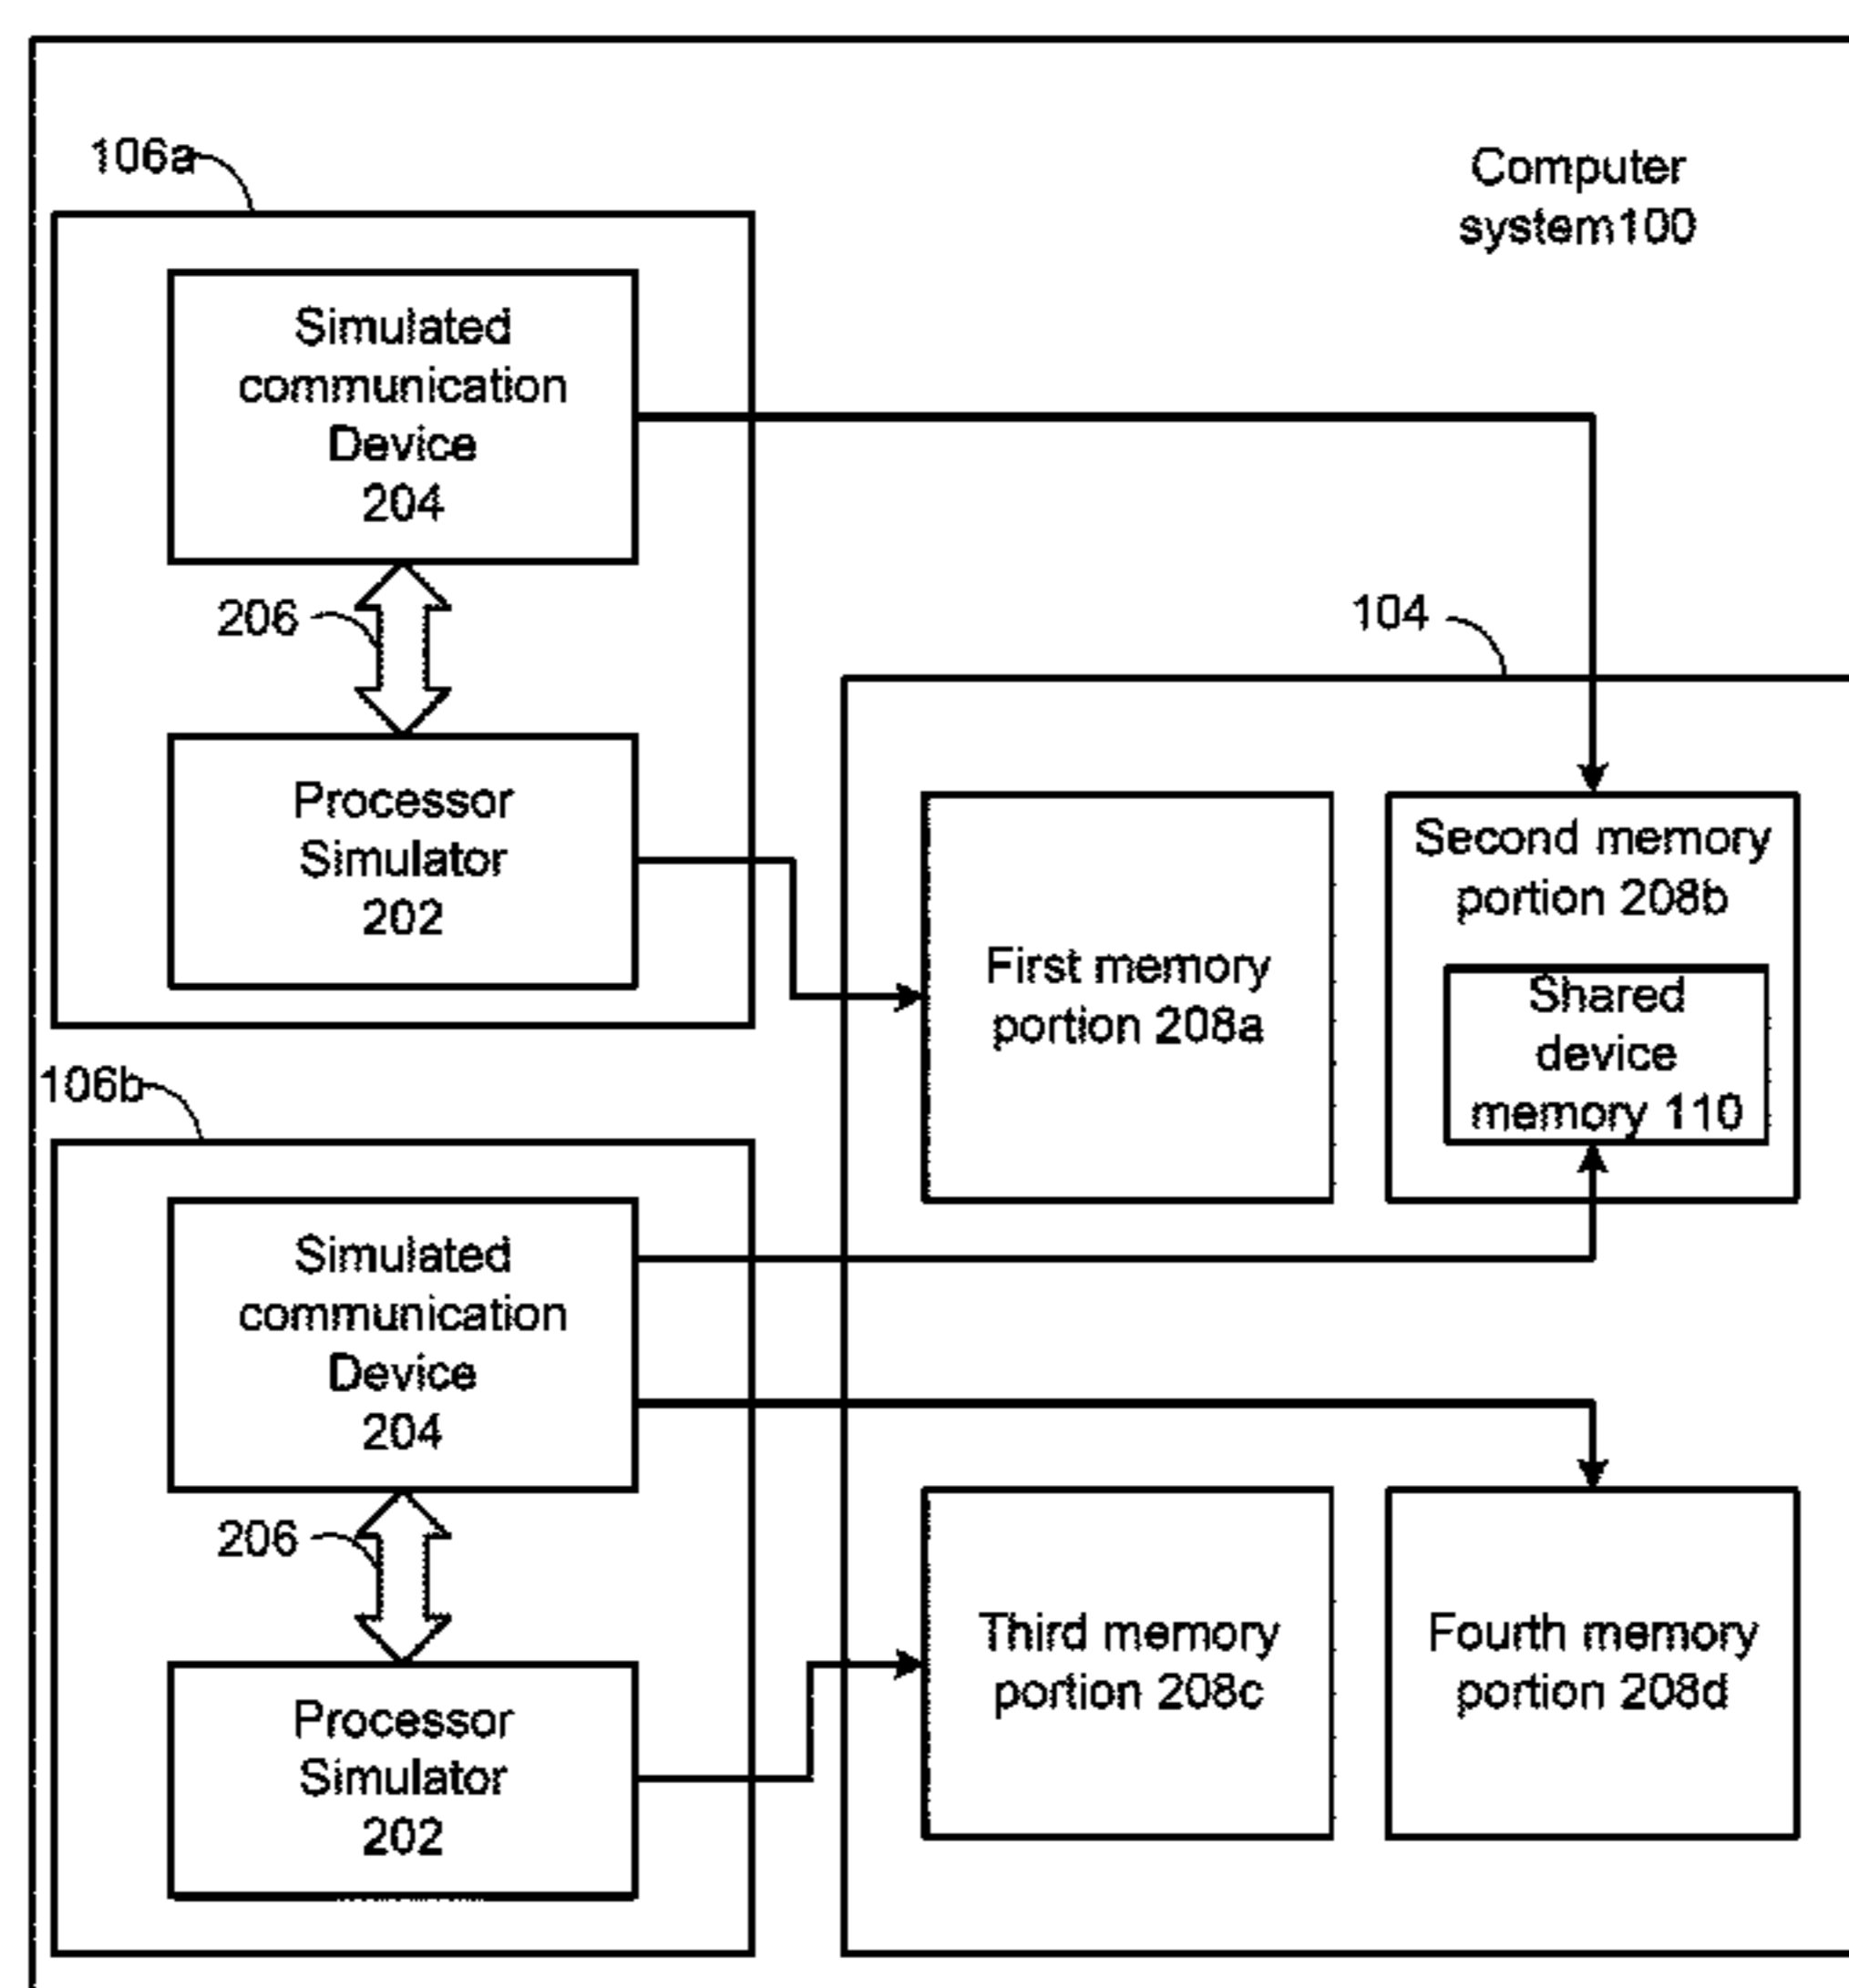 106a
Computer
system100
Simulated
communication
Device
204
206
104
Processor
Simulator
202
First memory
portion 208a
Second memory
portion 208b
Shared
device
memory 110
106b
Simulated
communication
Device
204
206
Processor
Simulator
202
Third memory
portion 208c
Fourth memory
portion 208d